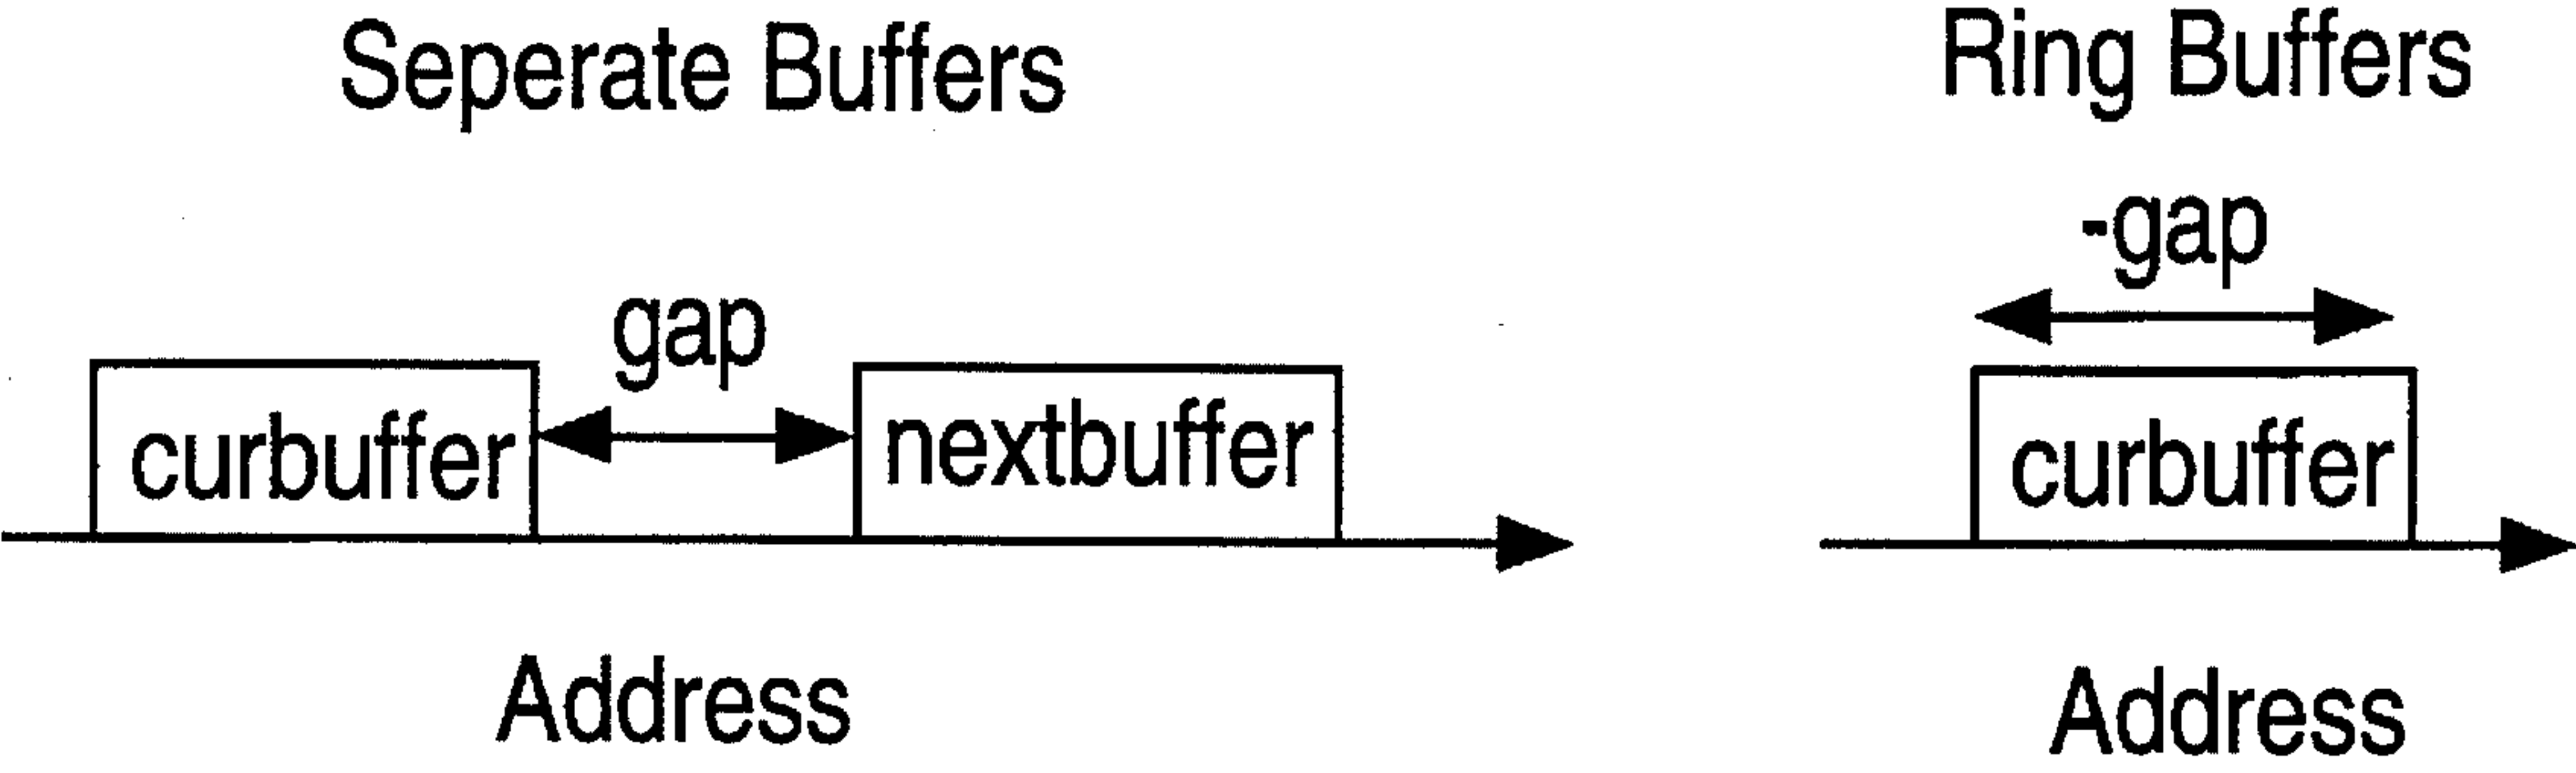 Seperate Buffers
gap
curbuffer
nextbuffer
Address
Ring Buffers
-gap
curbuffer
Address